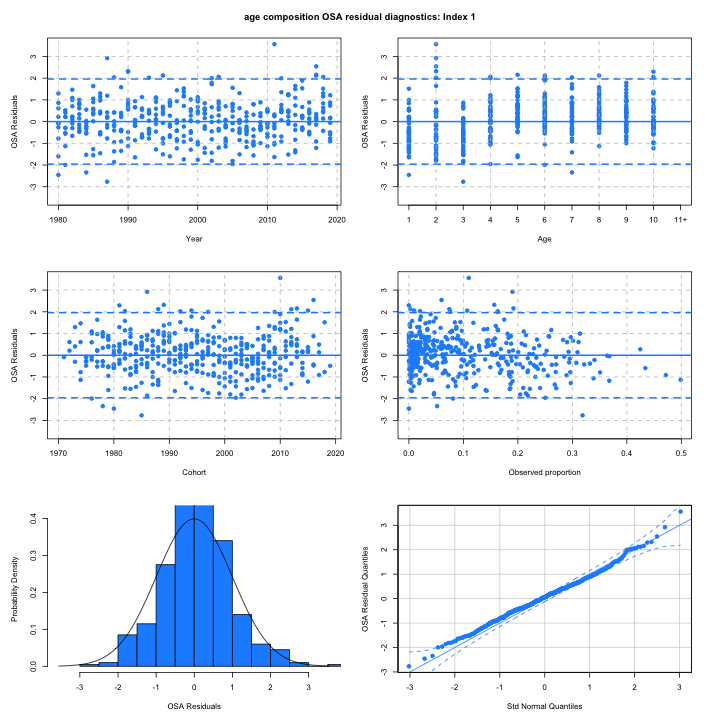 age composition OSA residual diagnostics: Index 1
OSA Residuals
3
2
1
0
-1
-2
-3
1980 1990 2000 2010 2020
Year
OSA Residuals
3
2
1
0
-1
-2
-3
1 2 3 4 5 6 7 8 9 10 11+
Age
OSA Residuals
3
2
1
0
-1
-2
-3
1970 1980 1990 2000 2010 2020
Cohort
OSA Residuals
3
2
1
0
-1
-2
-3
0.0 0.1 0.2 0.3 0.4 0.5
Observed proportion
Probability Density
0.4
0.3
0.2
0.1
0.0
-3 -2 -1 0 1 2 3
OSA Residuals
OSA Residual Quantiles
3
2
1
0
-1
-2
-3
-3 -2 -1 0 1 2 3
Std Normal Quantiles